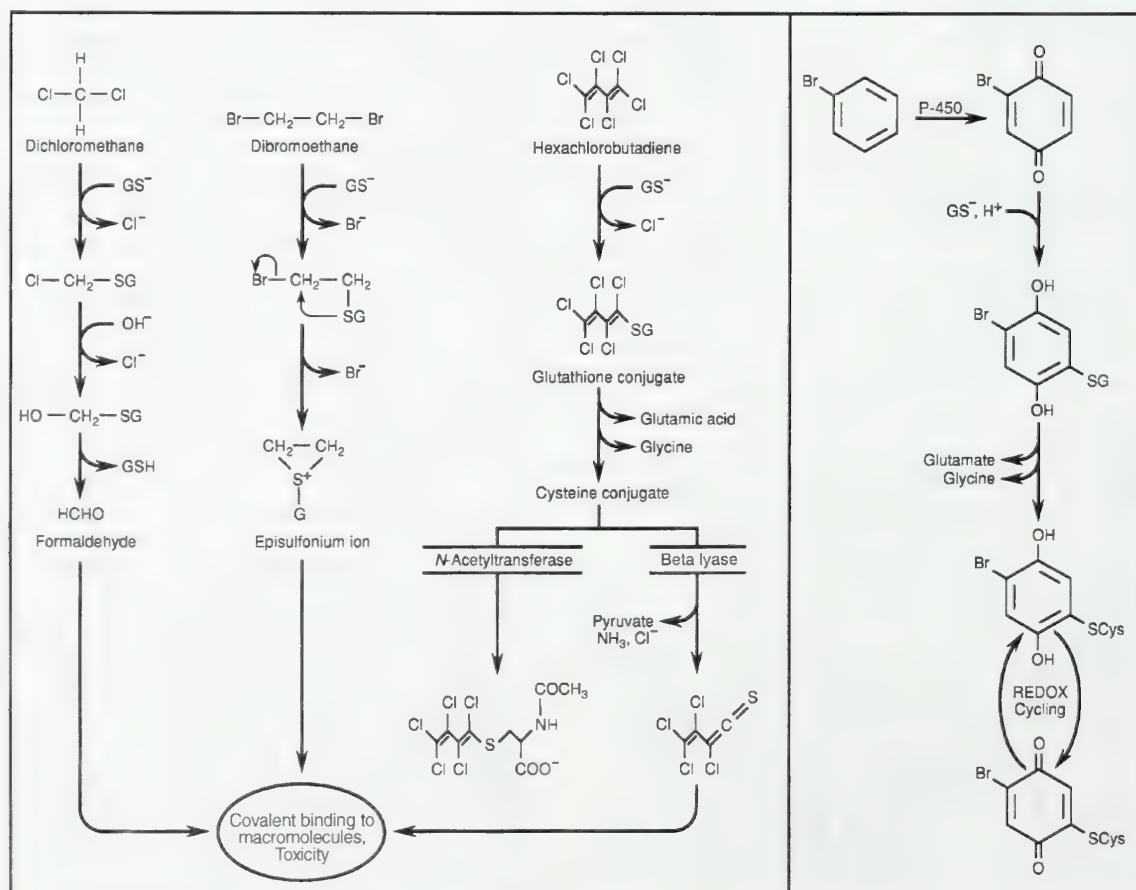 H
Cl—C—Cl
H
Dichloromethane
GS⁻
Cl⁻
Cl—CH₂—SG
OH⁻
Cl⁻
HO—CH₂—SG
GSH
HCHO
Formaldehyde
Br—CH₂—CH₂—Br
Dibromoethane
GS⁻
Br⁻
Br—CH₂—CH₂
SG
Br⁻
CH₂—CH₂
S⁺
G
Episulfonium ion
Cl Cl
Cl Cl
Cl Cl
Hexachlorobutadiene
GS⁻
Cl⁻
Cl Cl
Cl SG
Cl Cl
Glutathione conjugate
Glutamic acid
Glycine
Cysteine conjugate
N-Acetyltransferase
Beta lyase
Pyruvate
NH₃, Cl⁻
COCH₃
Cl Cl
Cl NH
S
Cl Cl COO⁻
S
Cl
Cl C
Cl Cl
Covalent binding to
macromolecules,
Toxicity
Br
P-450
O
Br
O
GS⁻, H⁺
OH
Br
SG
OH
Glutamate
Glycine
OH
Br
SCys
OH
REDOX
Cycling
O
Br
SCys
O